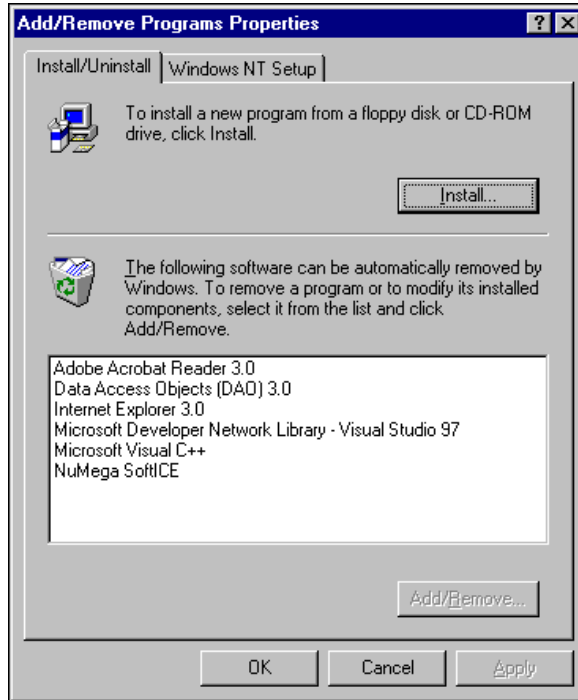 Add/Remove Programs Properties
Install/Uninstall
Windows NT Setup
To install a new program from a floppy disk or CD-ROM
drive, click Install.
Install...
The following software can be automatically removed by
Windows. To remove a program or to modify its installed
components, select it from the list and click
Add/Remove.
Adobe Acrobat Reader 3.0
Data Access Objects (DAO) 3.0
Internet Explorer 3.0
Microsoft Developer Network Library - Visual Studio 97
Microsoft Visual C++
NuMega SoftICE
Add/Remove...
OK
Cancel
Apply